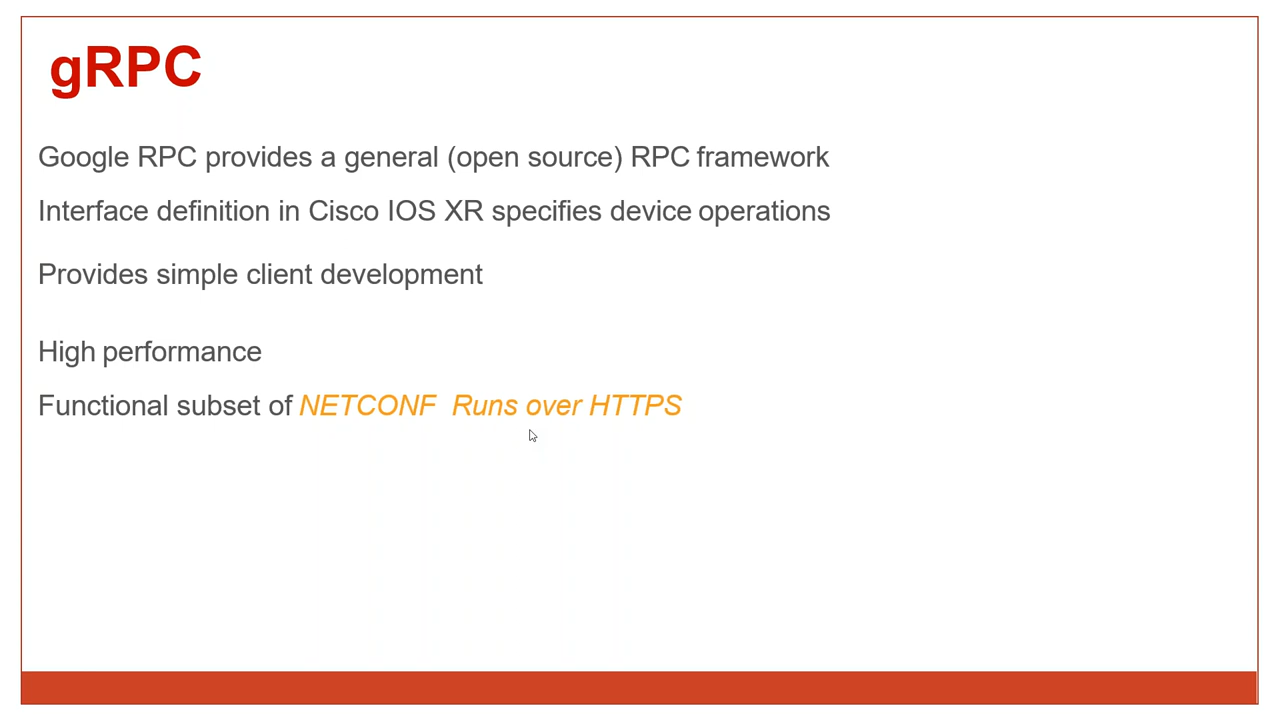 gRPC
Google RPC provides a general (open source) RPC framework
Interface definition in Cisco IOS XR specifies device operations
Provides simple client development
High performance
Functional subset of NETCONF  Runs over HTTPS